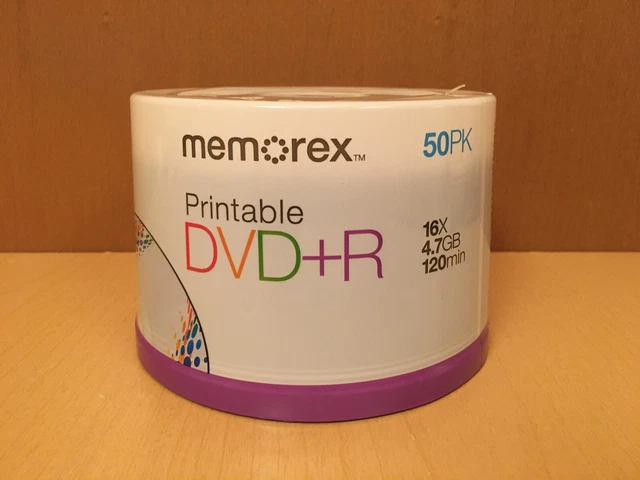 memorex™
50PK
Printable
DVD+R
16X
4.7GB
120min